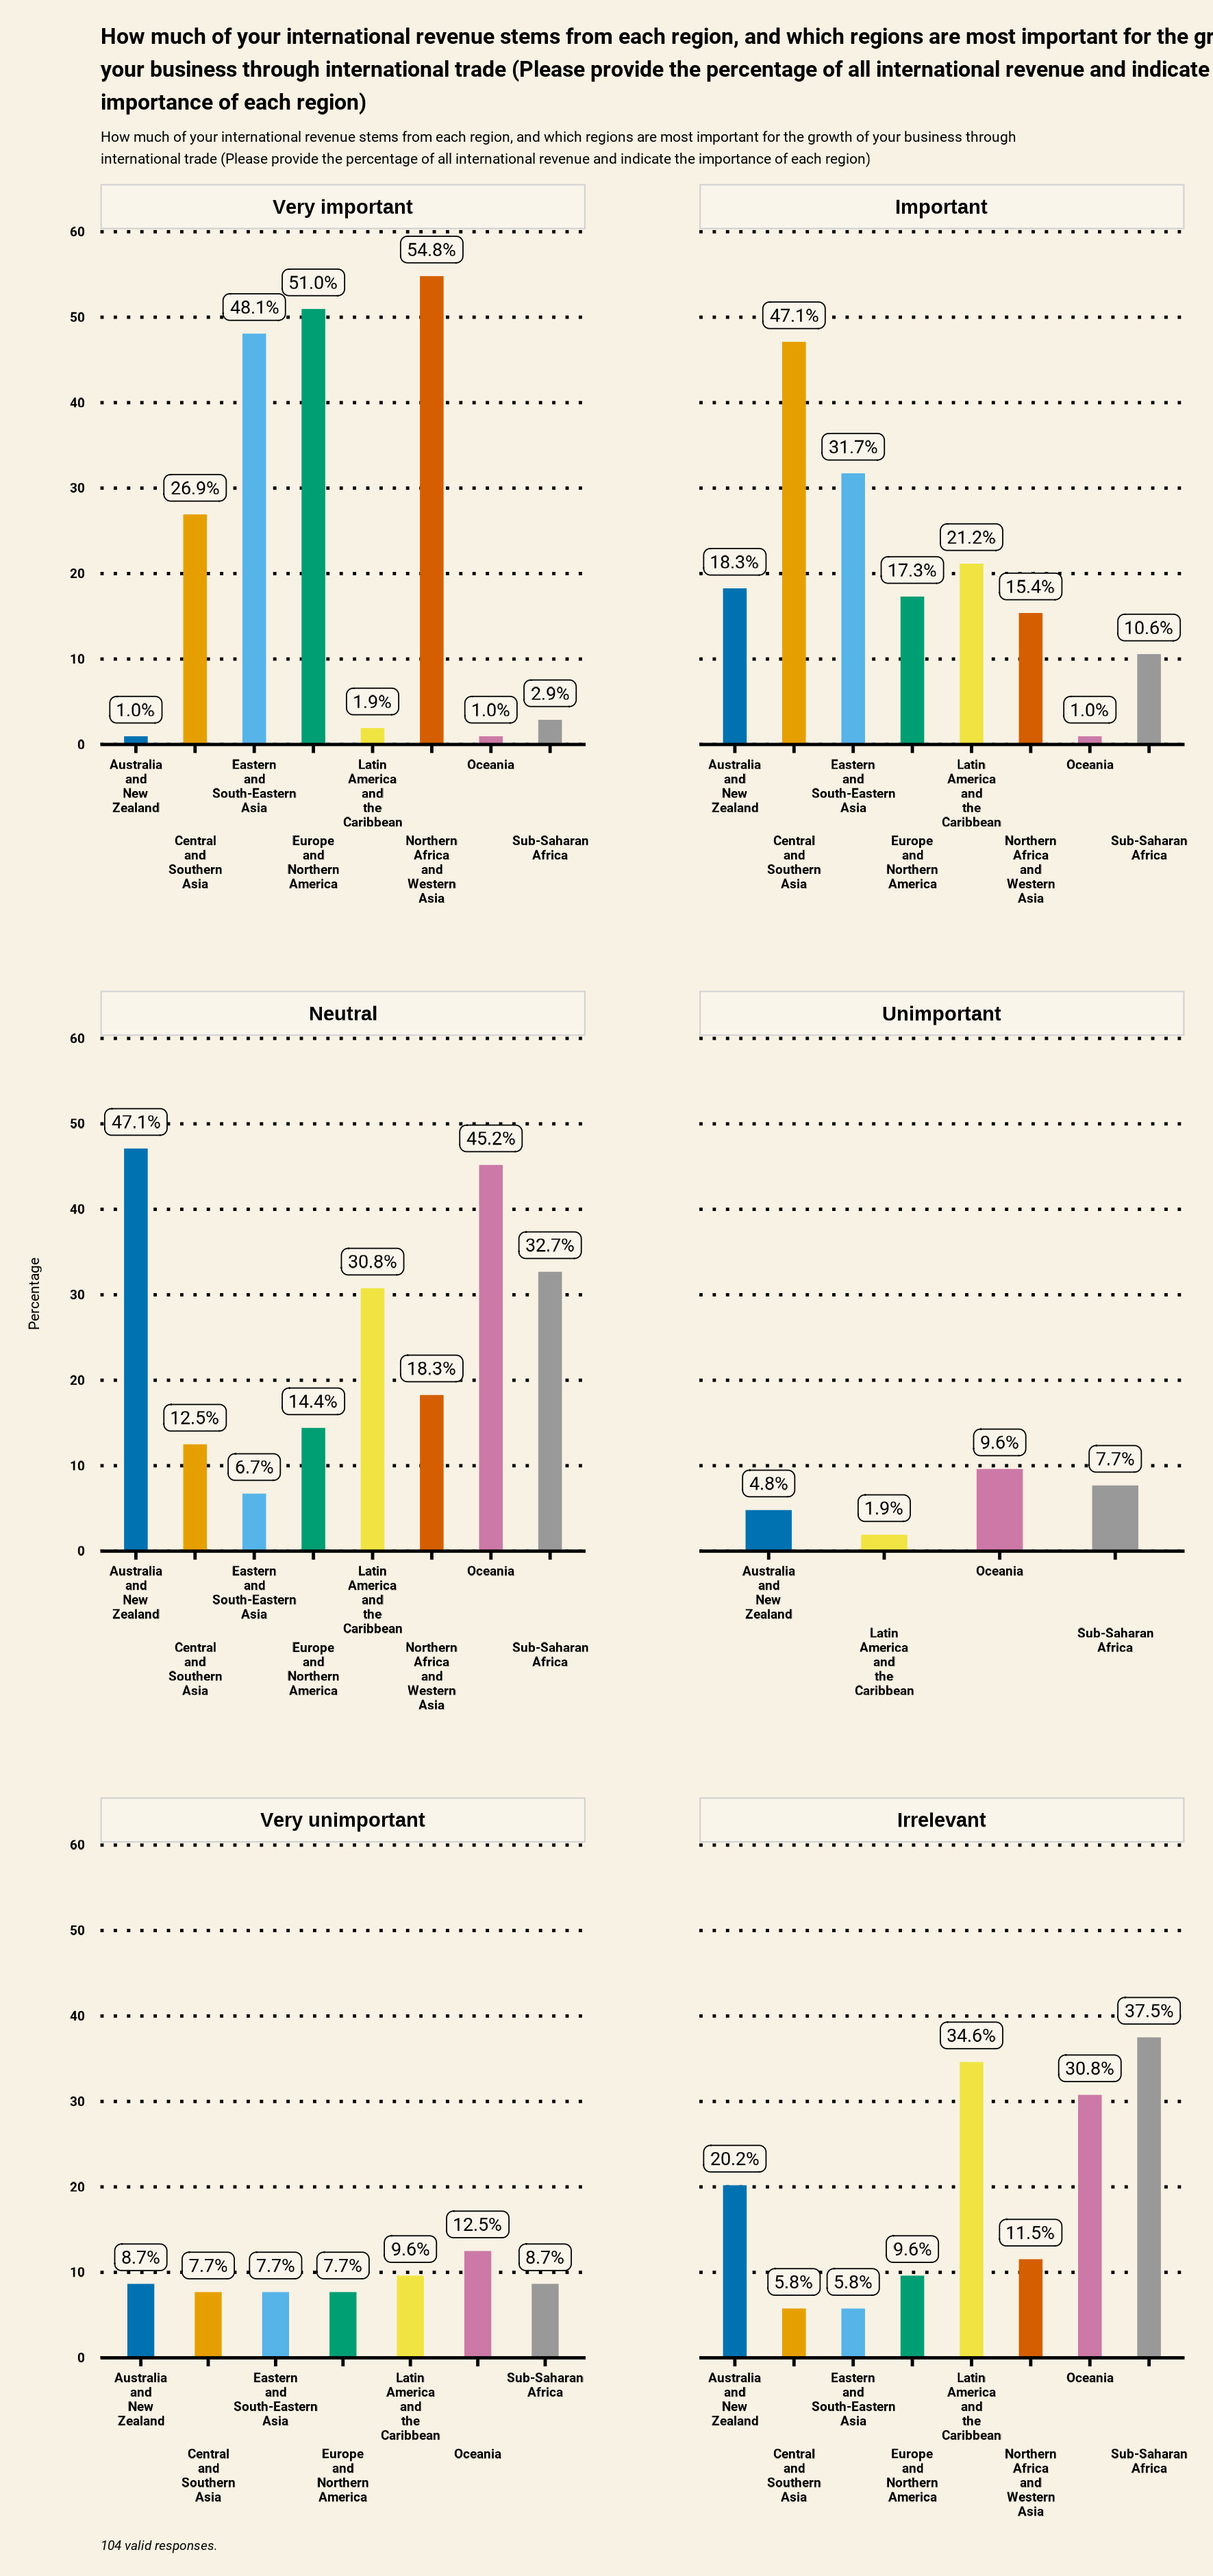 How much of your international revenue stems from each region, and which regions are most important for the gr
your business through international trade (Please provide the percentage of all international revenue and indicate
importance of each region)
How much of your international revenue stems from each region, and which regions are most important for the growth of your business through
international trade (Please provide the percentage of all international revenue and indicate the importance of each region)
Very important
60
50
40
30
20
10
0
1.0%
26.9%
48.1%
51.0%
1.9%
54.8%
1.0%
2.9%
Australia
and
New
Zealand
Central
and
Southern
Asia
Eastern
and
South-Eastern
Asia
Europe
and
Northern
America
Latin
America
and
the
Caribbean
Northern
Africa
and
Western
Asia
Oceania
Sub-Saharan
Africa
Important
18.3%
47.1%
31.7%
17.3%
21.2%
15.4%
1.0%
10.6%
Australia
and
New
Zealand
Central
and
Southern
Asia
Eastern
and
South-Eastern
Asia
Europe
and
Northern
America
Latin
America
and
the
Caribbean
Northern
Africa
and
Western
Asia
Oceania
Sub-Saharan
Africa
Percentage
Neutral
60
50
40
30
20
10
0
47.1%
12.5%
6.7%
14.4%
30.8%
18.3%
45.2%
32.7%
Australia
and
New
Zealand
Central
and
Southern
Asia
Eastern
and
South-Eastern
Asia
Europe
and
Northern
America
Latin
America
and
the
Caribbean
Northern
Africa
and
Western
Asia
Oceania
Sub-Saharan
Africa
Unimportant
4.8%
1.9%
9.6%
7.7%
Australia
and
New
Zealand
Latin
America
and
the
Caribbean
Oceania
Sub-Saharan
Africa
Very unimportant
60
50
40
30
20
10
0
8.7%
7.7%
7.7%
7.7%
9.6%
12.5%
8.7%
Australia
and
New
Zealand
Central
and
Southern
Asia
Eastern
and
South-Eastern
Asia
Europe
and
Northern
America
Latin
America
and
the
Caribbean
Oceania
Sub-Saharan
Africa
Irrelevant
20.2%
5.8%
5.8%
9.6%
34.6%
11.5%
30.8%
37.5%
Australia
and
New
Zealand
Central
and
Southern
Asia
Eastern
and
South-Eastern
Asia
Europe
and
Northern
America
Latin
America
and
the
Caribbean
Northern
Africa
and
Western
Asia
Oceania
Sub-Saharan
Africa
104 valid responses.